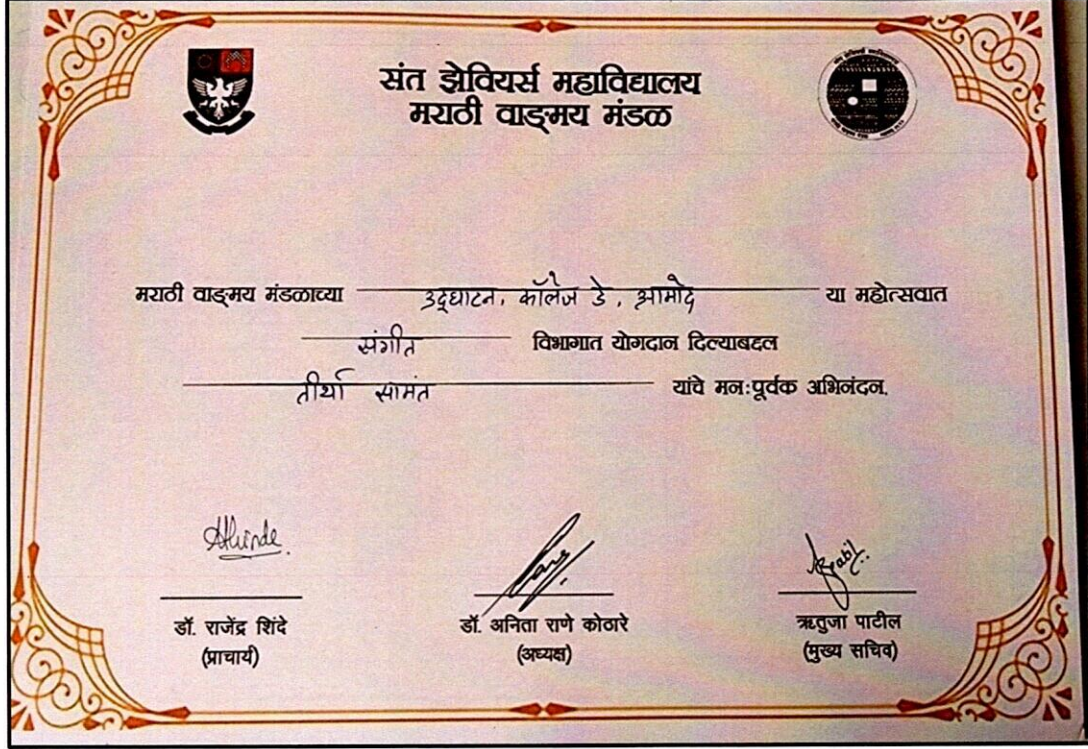 संत झेवियर्स महाविद्यालय
मराठी वाङ्मय मंडळ
मराठी वाङ्मय मंडळाच्या उद्घाटन, कॉलेज डे, आमोद या महोत्सवात
संगीत विभागात योगदान दिल्याबद्दल
तीर्था सामंत यांचे मन:पूर्वक अभिनंदन.
डॉ. राजेंद्र शिंदे
(प्राचार्य)
डॉ. अनिता राणे कोठारे
(अध्यक्ष)
ऋतुजा पाटील
(मुख्य सचिव)